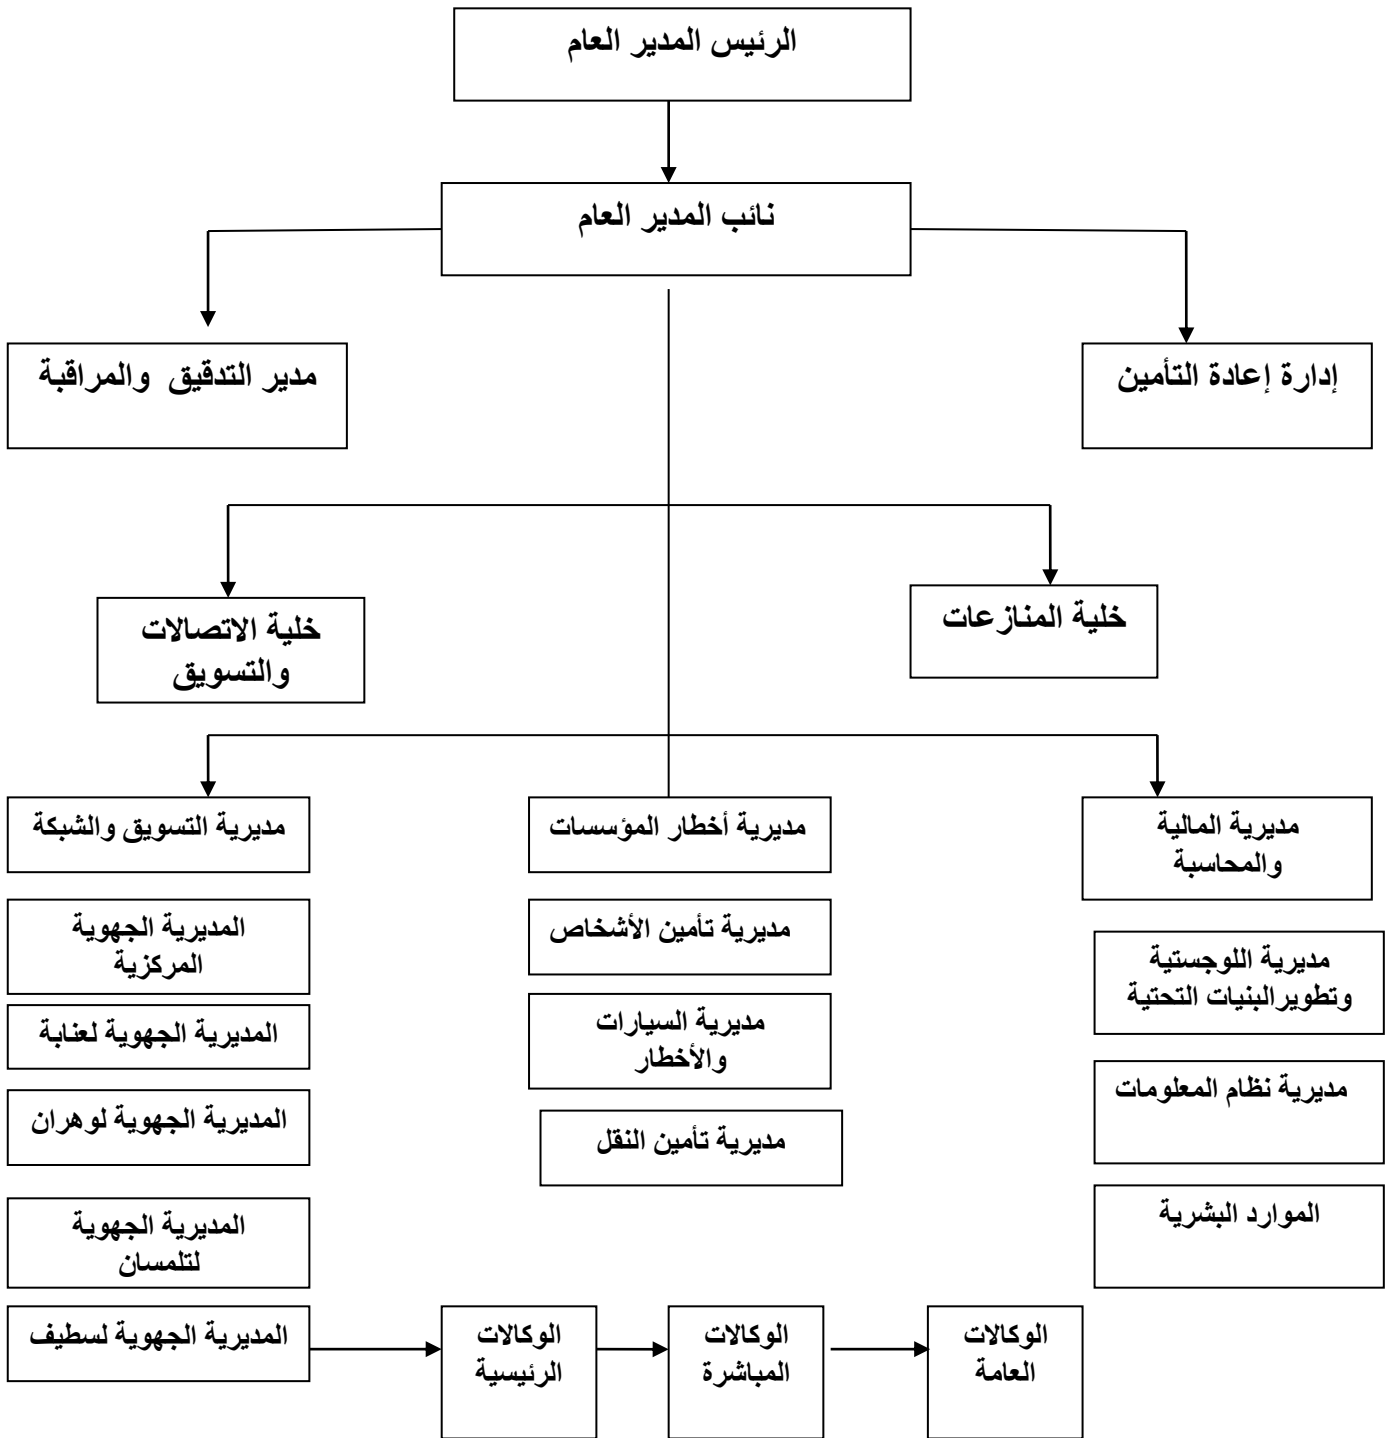 الرئيس المدير العام
نائب المدير العام
إدارة إعادة التأمين
مدير التدقيق والمراقبة
خلية المنازعات
خلية الاتصالات
والتسويق
مديرية المالية
والمحاسبة
مديرية اللوجستية
وتطويرالبنيات التحتية
مديرية نظام المعلومات
الموارد البشرية
مديرية أخطار المؤسسات
مديرية تأمين الأشخاص
مديرية السيارات
والأخطار
مديرية تأمين النقل
مديرية التسويق والشبكة
المديرية الجهوية
المركزية
المديرية الجهوية لعنابة
المديرية الجهوية لوهران
المديرية الجهوية
لتلمسان
المديرية الجهوية لسطيف
الوكالات
الرئيسية
الوكالات
المباشرة
الوكالات
العامة